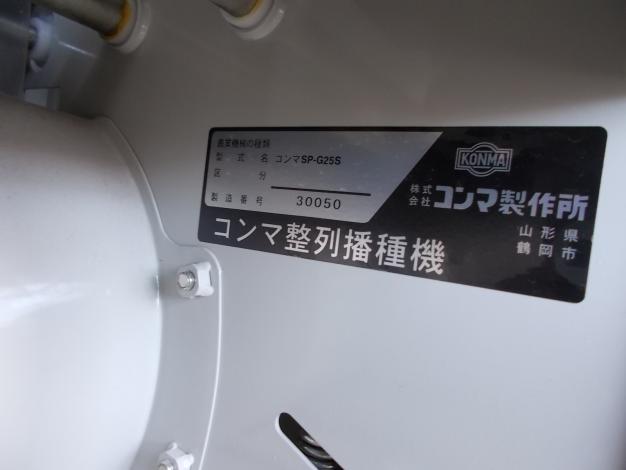 農業機械の種類
型式名 コンマSP-G25S
区分
製造番号 30050
コンマ整列播種機
KONMA
株式会社 コンマ製作所
山形県
鶴岡市